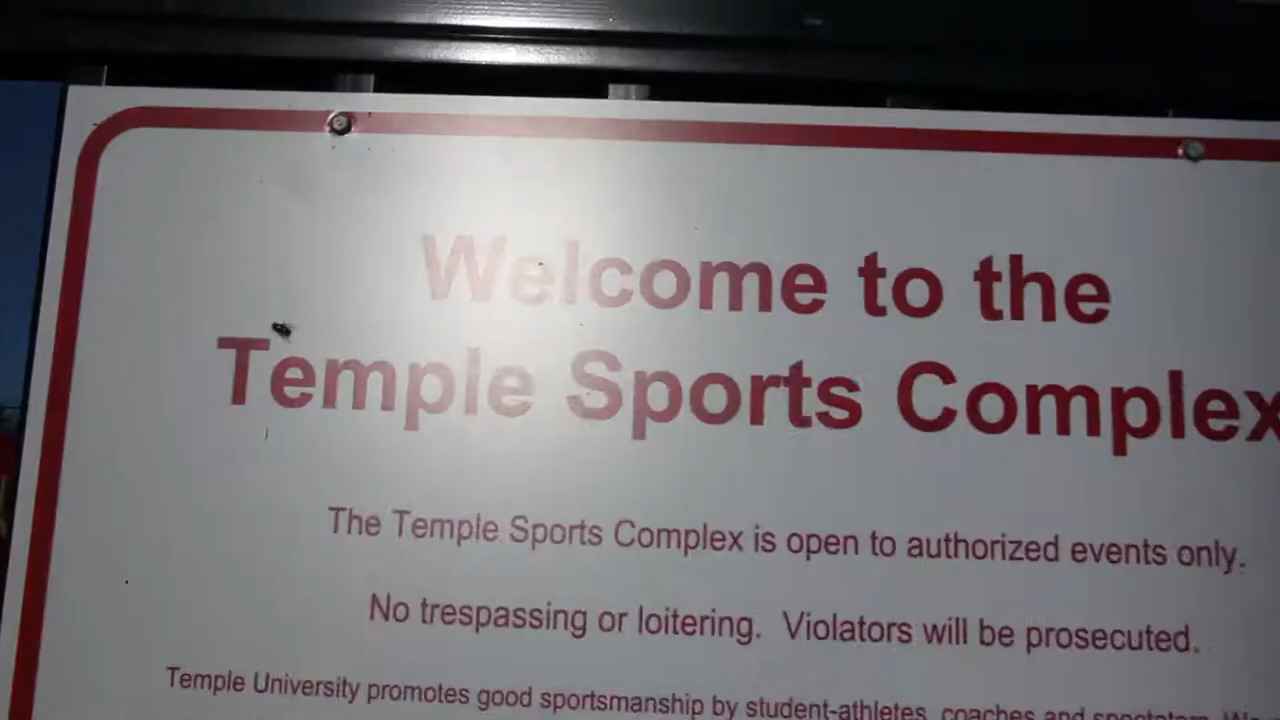 Welcome to the
Temple Sports Complex
The Temple Sports Complex is open to authorized events only.
No trespassing or loitering. Violators will be prosecuted.
Temple University promotes good sportsmanship by student-athletes, coaches and spectators. We